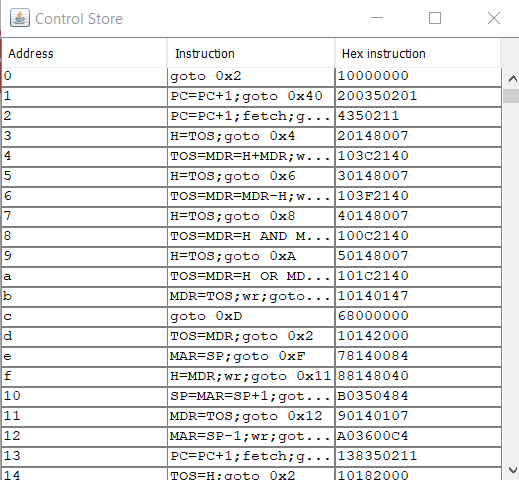 Control Store
Address Instruction Hex instruction
0 goto 0x2 10000000
1 PC=PC+1;goto 0x40 200350201
2 PC=PC+1;fetch;g... 4350211
3 H=TOS;goto 0x4 20148007
4 TOS=MDR=H+MDR;w... 103C2140
5 H=TOS;goto 0x6 30148007
6 TOS=MDR=MDR-H;w... 103F2140
7 H=TOS;goto 0x8 40148007
8 TOS=MDR=H AND M... 100C2140
9 H=TOS;goto 0xA 50148007
a TOS=MDR=H OR MD... 101C2140
b MDR=TOS;wr;goto... 10140147
c goto 0xD 68000000
d TOS=MDR;goto 0x2 10142000
e MAR=SP;goto 0xF 78140084
f H=MDR;wr;goto 0x11 88148040
10 SP=MAR=SP+1;got... B0350484
11 MDR=TOS;goto 0x12 90140107
12 MAR=SP-1;wr;got... A03600C4
13 PC=PC+1;fetch;g... 138350211
14 TOS=H;goto 0x2 10182000